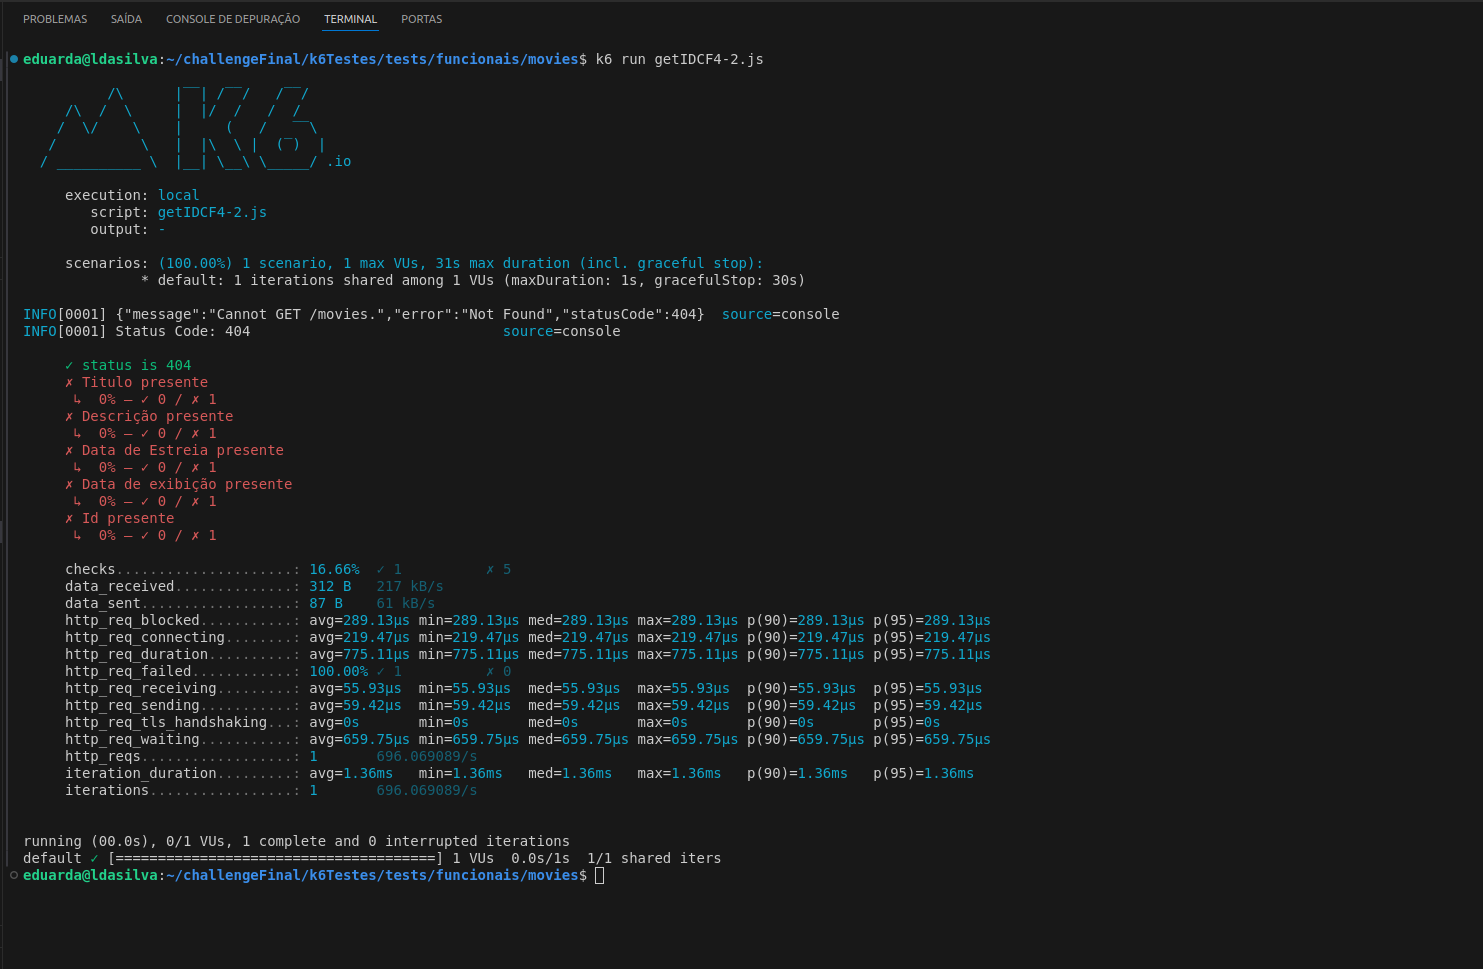 PROBLEMAS SAÍDA CONSOLE DE DEPURAÇÃO TERMINAL PORTAS
eduarda@ldasilva:~/challengeFinal/k6Testes/tests/funcionais/movies$ k6 run getIDCF4-2.js
          /\      |‾‾| /‾‾/   /‾‾/
     /\  /  \     |  |/  /   /  /
    /  \/    \    |     (   /   ‾‾\
   /          \   |  |\  \ |  (‾)  |
  / __________ \  |__| \__\ \_____/ .io
execution: local
script: getIDCF4-2.js
output: -
scenarios: (100.00%) 1 scenario, 1 max VUs, 31s max duration (incl. graceful stop):
* default: 1 iterations shared among 1 VUs (maxDuration: 1s, gracefulStop: 30s)
INFO[0001] {"message":"Cannot GET /movies.","error":"Not Found","statusCode":404} source=console
INFO[0001] Status Code: 404 source=console
✓ status is 404
✗ Titulo presente
↳ 0% — ✓ 0 / ✗ 1
✗ Descrição presente
↳ 0% — ✓ 0 / ✗ 1
✗ Data de Estreia presente
↳ 0% — ✓ 0 / ✗ 1
✗ Data de exibição presente
↳ 0% — ✓ 0 / ✗ 1
✗ Id presente
↳ 0% — ✓ 0 / ✗ 1
checks.....................: 16.66% ✓ 1 ✗ 5
data_received..............: 312 B 217 kB/s
data_sent..................: 87 B 61 kB/s
http_req_blocked...........: avg=289.13µs min=289.13µs med=289.13µs max=289.13µs p(90)=289.13µs p(95)=289.13µs
http_req_connecting........: avg=219.47µs min=219.47µs med=219.47µs max=219.47µs p(90)=219.47µs p(95)=219.47µs
http_req_duration..........: avg=775.11µs min=775.11µs med=775.11µs max=775.11µs p(90)=775.11µs p(95)=775.11µs
http_req_failed............: 100.00% ✓ 1 ✗ 0
http_req_receiving.........: avg=55.93µs min=55.93µs med=55.93µs max=55.93µs p(90)=55.93µs p(95)=55.93µs
http_req_sending...........: avg=59.42µs min=59.42µs med=59.42µs max=59.42µs p(90)=59.42µs p(95)=59.42µs
http_req_tls_handshaking...: avg=0s min=0s med=0s max=0s p(90)=0s p(95)=0s
http_req_waiting...........: avg=659.75µs min=659.75µs med=659.75µs max=659.75µs p(90)=659.75µs p(95)=659.75µs
http_reqs..................: 1 696.069089/s
iteration_duration.........: avg=1.36ms min=1.36ms med=1.36ms max=1.36ms p(90)=1.36ms p(95)=1.36ms
iterations.................: 1 696.069089/s
running (00.0s), 0/1 VUs, 1 complete and 0 interrupted iterations
default ✓ [======================================] 1 VUs 0.0s/1s 1/1 shared iters
eduarda@ldasilva:~/challengeFinal/k6Testes/tests/funcionais/movies$